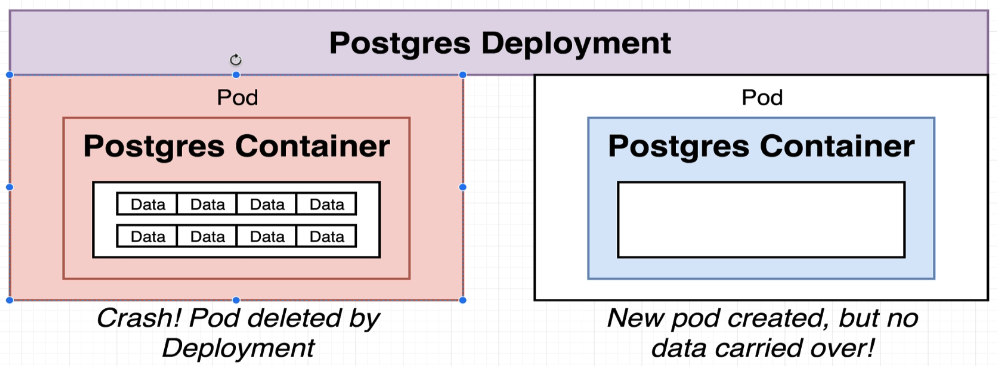 Postgres Deployment
Pod
Postgres Container
Data Data Data Data
Data Data Data Data
Crash! Pod deleted by
Deployment
Pod
Postgres Container
New pod created, but no
data carried over!